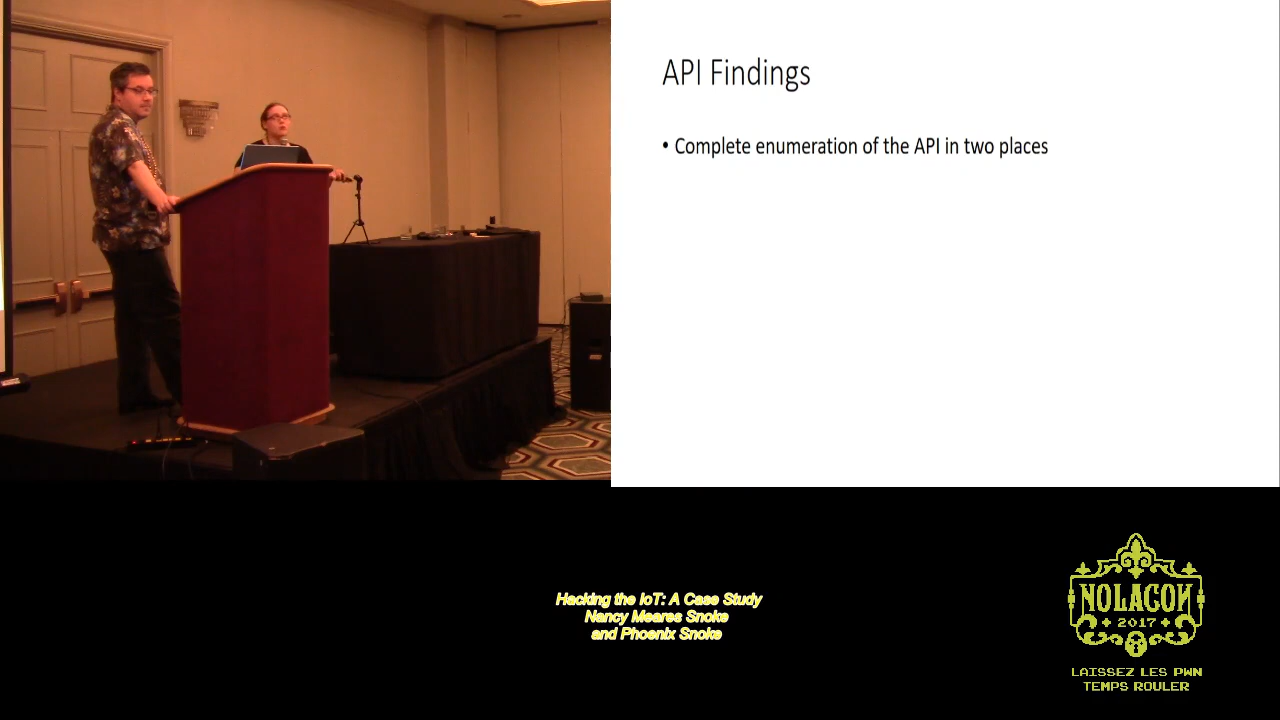 API Findings
• Complete enumeration of the API in two places
Hacking the IoT: A Case Study
Nancy Meares Snoke
and Phoenix Snoke
NOLACON
2017
LAISSEZ LES PWN
TEMPS ROULER